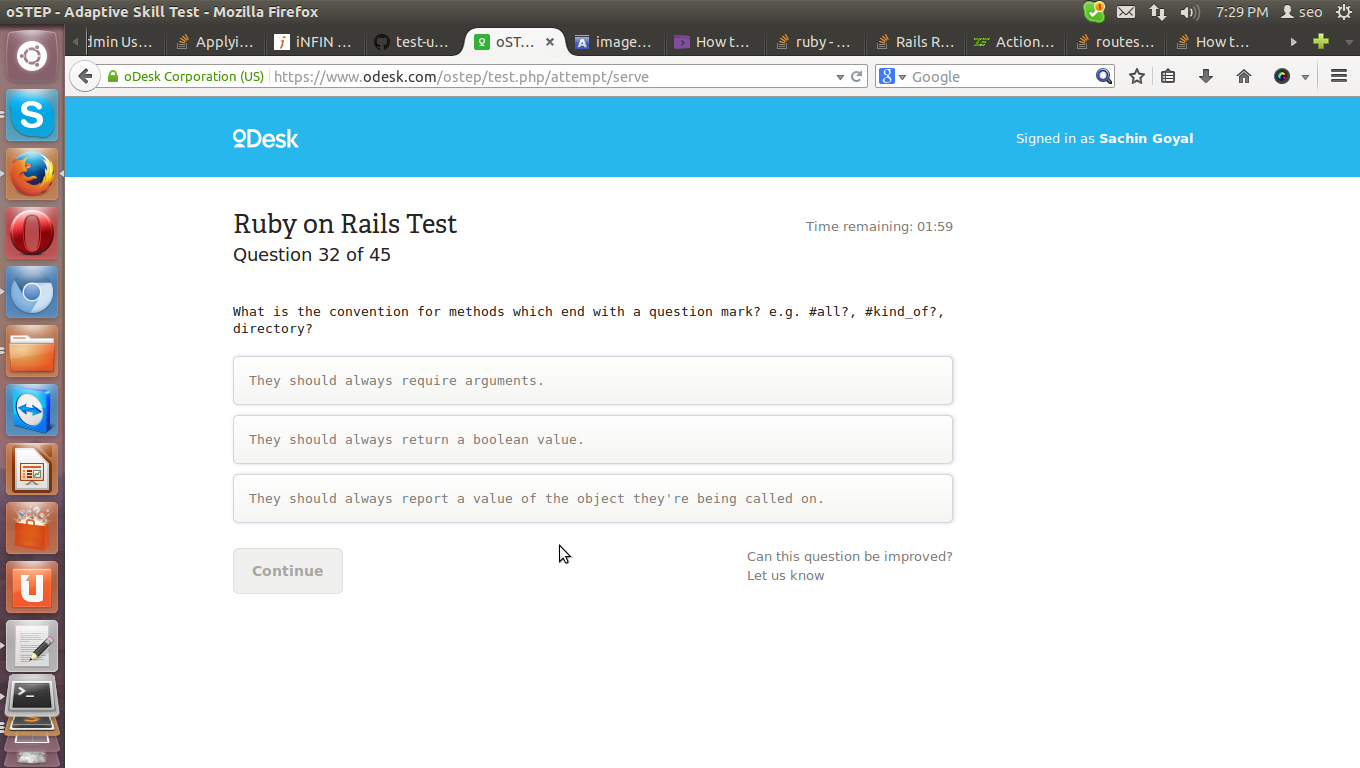 oSTEP - Adaptive Skill Test - Mozilla Firefox
7:29 PM
seo
dmin Us...
Applyi...
iNFIN ...
test-u...
oST...
image...
How t...
ruby - ...
Rails R...
Action...
routes...
How t...
oDesk Corporation (US)
https://www.odesk.com/ostep/test.php/attempt/serve
Google
oDesk
Signed in as Sachin Goyal
Ruby on Rails Test
Time remaining: 01:59
Question 32 of 45
What is the convention for methods which end with a question mark? e.g. #all?, #kind_of?,
directory?
They should always require arguments.
They should always return a boolean value.
They should always report a value of the object they're being called on.
Continue
Can this question be improved?
Let us know